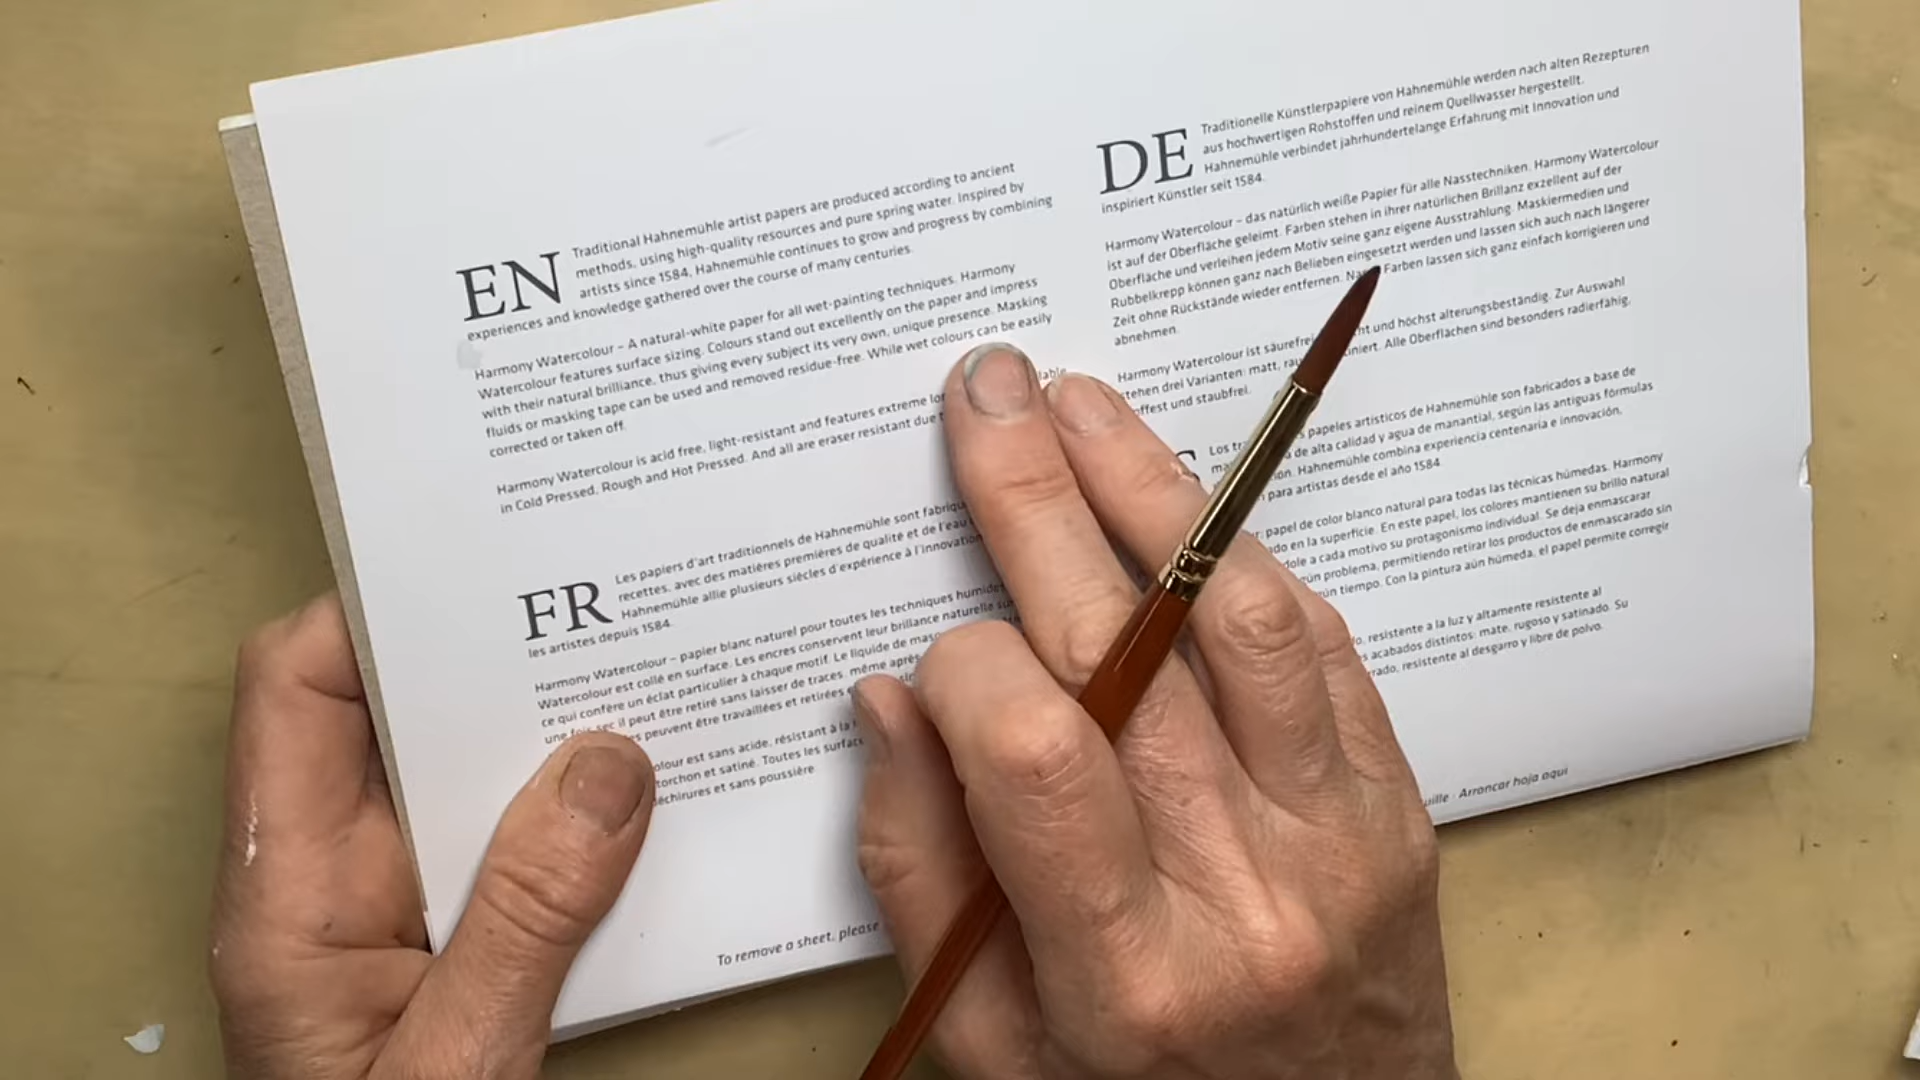 EN
Traditional Hahnemühle artist papers are produced according to ancient
methods, using high-quality resources and pure spring water. Inspired by
artists since 1584, Hahnemühle continues to grow and progress by combining
experiences and knowledge gathered over the course of many centuries.
Harmony Watercolour – A natural-white paper for all wet-painting techniques. Harmony
Watercolour features surface sizing. Colours stand out excellently on the paper and impress
with their natural brilliance, thus giving every subject its very own, unique presence. Masking
fluids or masking tape can be used and removed residue-free. While wet colours can be easily
corrected or taken off.
Harmony Watercolour is acid free, light-resistant and features extreme
in Cold Pressed, Rough and Hot Pressed. And all are eraser resistant due
FR
Les papiers d'art traditionnels de Hahnemühle sont
recettes, avec des matières premières de qualité et de l'eau
Hahnemühle allie plusieurs siècles d'expérience à l'innovation
les artistes depuis 1584.
Harmony Watercolour – papier blanc naturel pour toutes les techniques
Watercolour est collé en surface. Les encres conservent leur brillance naturelle
ce qui confère un éclat particulier à chaque motif. Le liquide de
une fois sec il peut être retiré sans laisser de traces, même après
peuvent être travaillées et retirées
est sans acide, résistant à la
torchon et satiné. Toutes les
et sans poussière.
To remove a sheet, please
DE
Traditionelle Künstlerpapiere von Hahnemühle werden nach alten Rezepturen
aus hochwertigen Rohstoffen und reinem Quellwasser hergestellt.
Hahnemühle verbindet jahrhundertelange Erfahrung mit Innovation und
inspiriert Künstler seit 1584.
Harmony Watercolour – das natürlich weiße Papier für alle Nasstechniken. Harmony Watercolour
ist auf der Oberfläche geleimt. Farben stehen in ihrer natürlichen Brillanz exzellent auf der
Oberfläche und verleihen jedem Motiv seine ganz eigene Ausstrahlung. Maskiermedien und
Rubbelkrepp können ganz nach Belieben eingesetzt werden und lassen sich auch nach längerer
Zeit ohne Rückstände wieder entfernen. Farben lassen sich ganz einfach korrigieren und
abnehmen.
Harmony Watercolour ist und höchst alterungsbeständig. Zur Auswahl
stehen drei Varianten: matt, Alle Oberflächen sind besonders radierfähig,
und staubfrei.
Los papeles artísticos de Hahnemühle son fabricados a base de
de alta calidad y agua de manantial, según las antiguas fórmulas
Hahnemühle combina experiencia centenaria e innovación,
para artistas desde el año 1584.
papel de color blanco natural para todas las técnicas húmedas. Harmony
en la superficie. En este papel, los colores mantienen su brillo natural
a cada motivo su protagonismo individual. Se deja enmascarar
problema, permitiendo retirar los productos de enmascarado sin
tiempo. Con la pintura aún húmeda, el papel permite corregir
resistente a la luz y altamente resistente al
acabados distintos: mate, rugoso y satinado. Su
resistente al desgarro y libre de polvo.
Arrancar hoja aquí